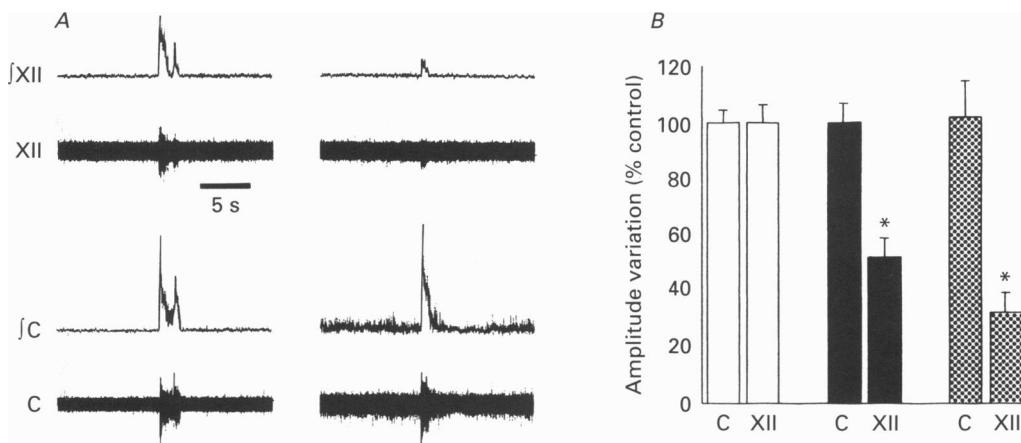 A
∫XII
XII
5 s
∫C
C
B
Amplitude variation (% control)
120
100
80
60
40
20
0
*
*
C XII C XII C XII